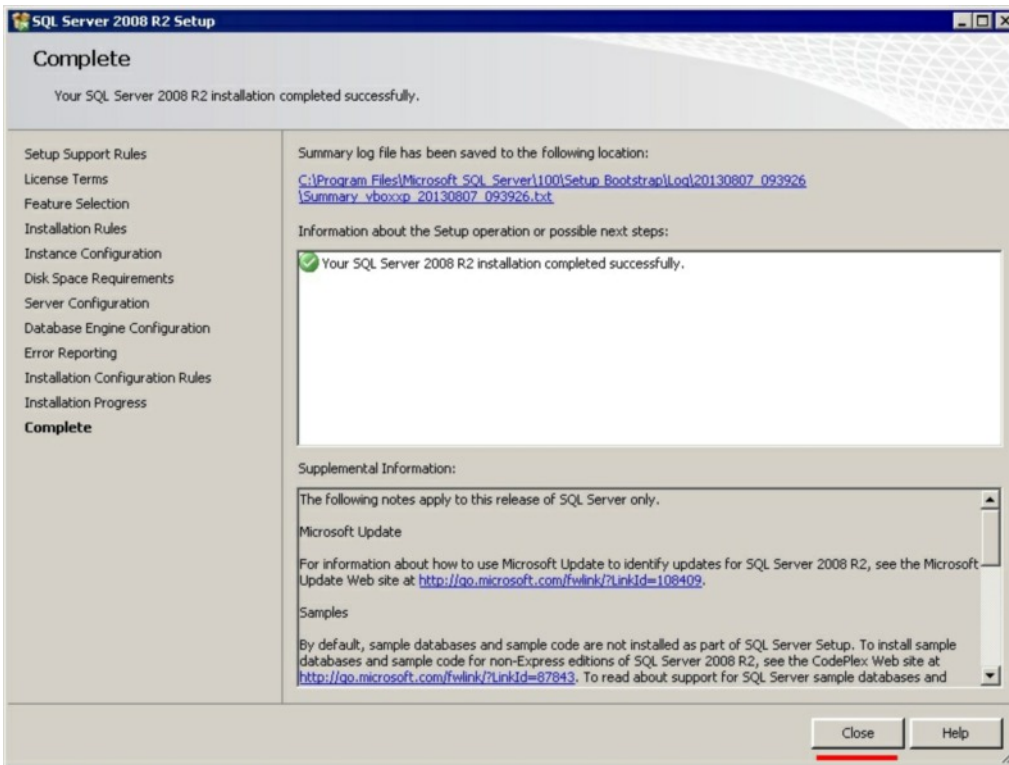 SQL Server 2008 R2 Setup
Complete
Your SQL Server 2008 R2 installation completed successfully.
Setup Support Rules
License Terms
Feature Selection
Installation Rules
Instance Configuration
Disk Space Requirements
Server Configuration
Database Engine Configuration
Error Reporting
Installation Configuration Rules
Installation Progress
Complete
Summary log file has been saved to the following location:
C:\Program Files\Microsoft SQL Server\100\Setup Bootstrap\Log\20130807_093926
\Summary_vboxxp_20130807_093926.txt
Information about the Setup operation or possible next steps:
Your SQL Server 2008 R2 installation completed successfully.
Supplemental Information:
The following notes apply to this release of SQL Server only.
Microsoft Update
For information about how to use Microsoft Update to identify updates for SQL Server 2008 R2, see the Microsoft
Update Web site at http://go.microsoft.com/fwlink/?LinkId=108409.
Samples
By default, sample databases and sample code are not installed as part of SQL Server Setup. To install sample
databases and sample code for non-Express editions of SQL Server 2008 R2, see the CodePlex Web site at
http://go.microsoft.com/fwlink/?LinkId=87843. To read about support for SQL Server sample databases and
Close
Help